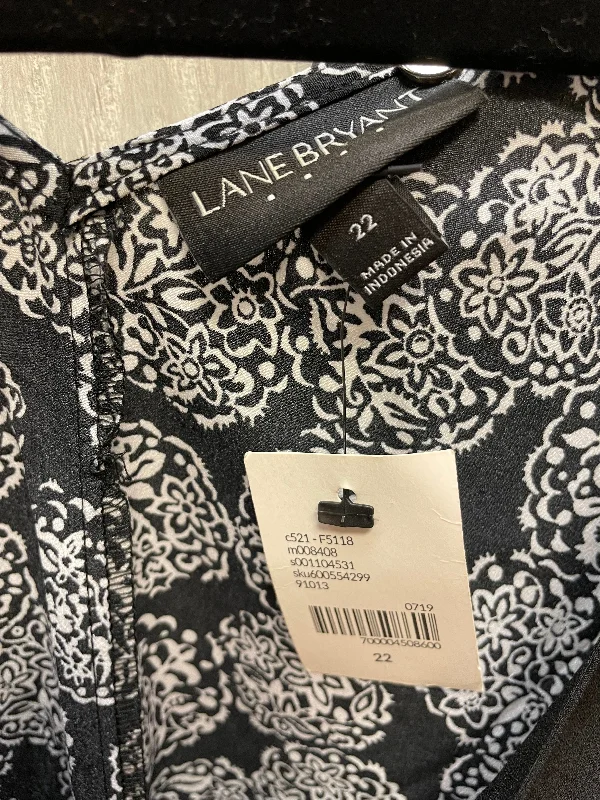 LANE BRYANT
22
MADE IN
INDONESIA
c521 - F5118
m008408
s001104531
sku600554299
91013
0719
700004508600
22